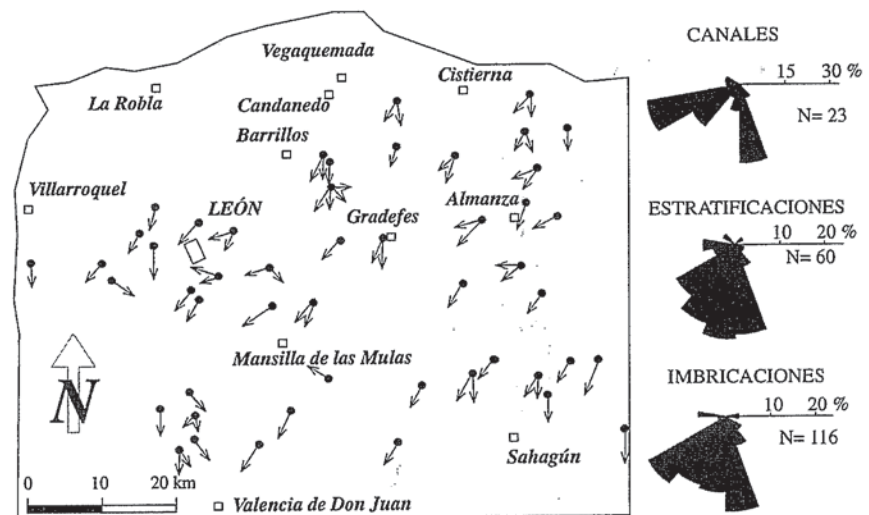 Vegaquemada
Cistierna
La Robla
Candanedo
Barrillos
Villarroquel
LEÓN
Almanza
Gradefes
Mansilla de las Mulas
N
Sahagún
0 10 20 km
Valencia de Don Juan
CANALES
15 30 %
N= 23
ESTRATIFICACIONES
10 20 %
N= 60
IMBRICACIONES
10 20 %
N= 116